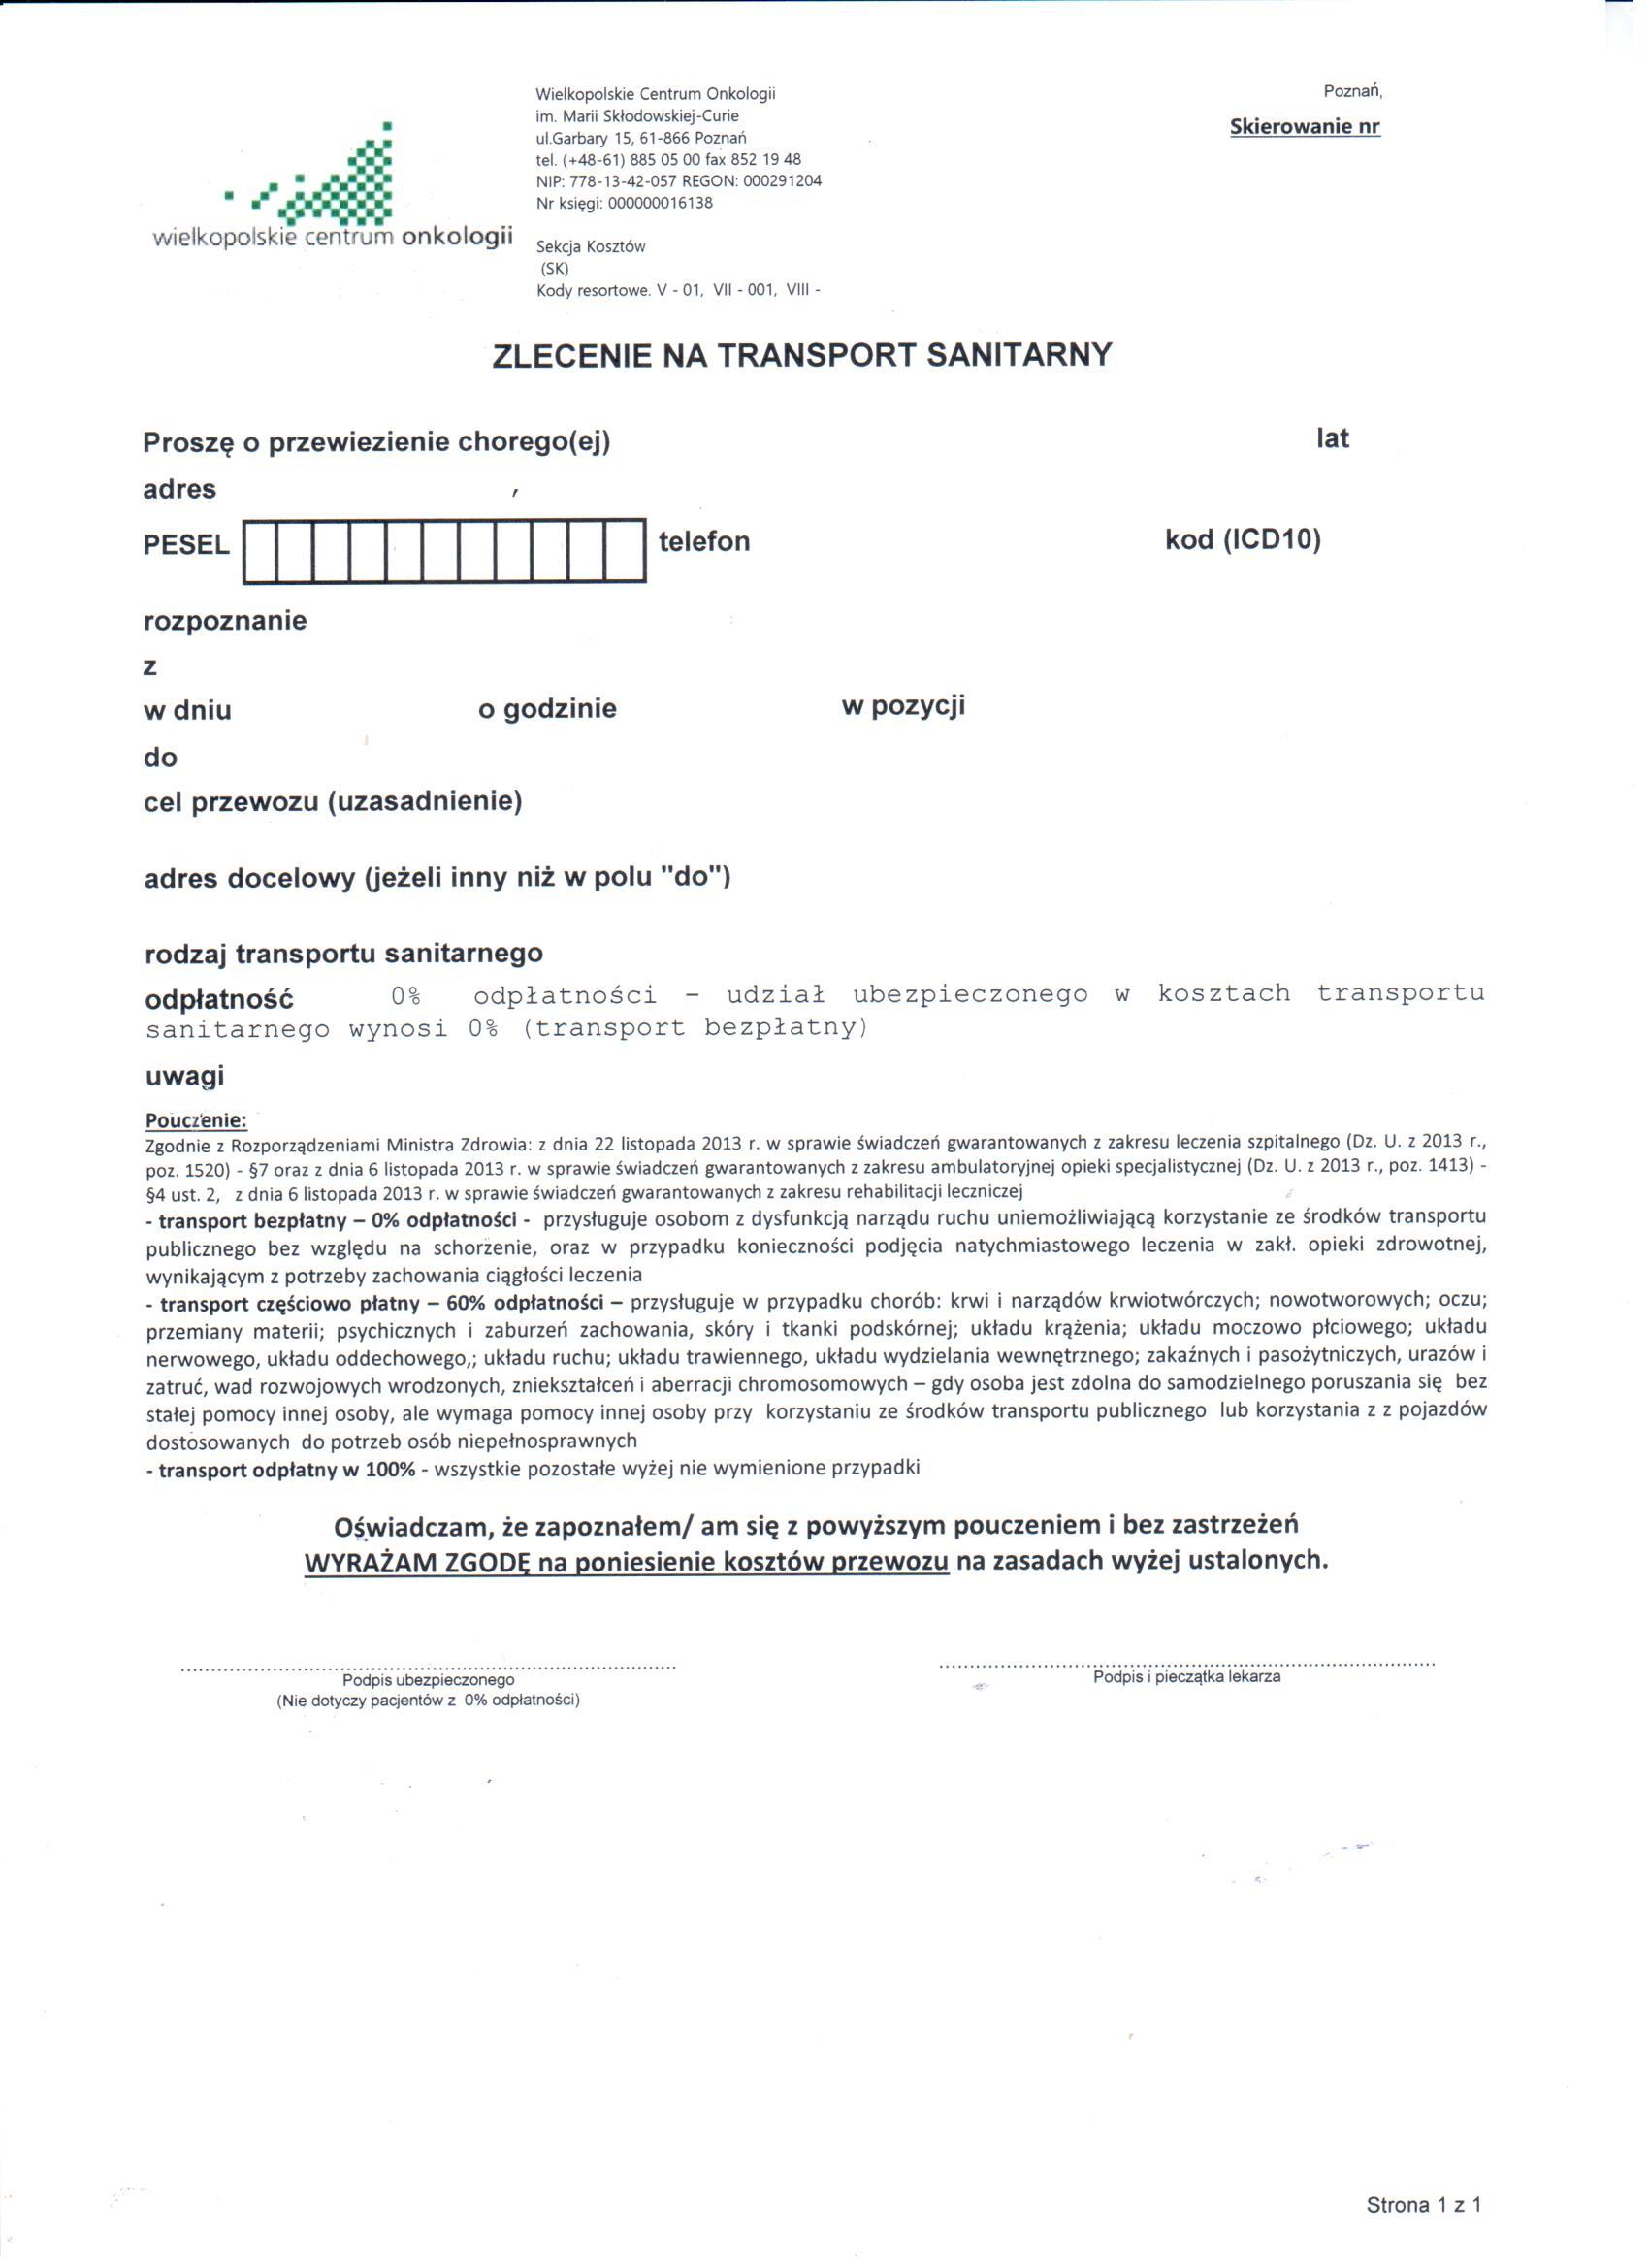 Wielkopolskie Centrum Onkologii
im. Marii Skłodowskiej-Curie
ul.Garbary 15, 61-866 Poznań
tel. (+48-61) 885 05 00 fax 852 19 48
NIP: 778-13-42-057 REGON: 000291204
Nr księgi: 000000016138
Poznań,
Skierowanie nr
wielkopolskie centrum onkologii
Sekcja Kosztów
(SK)
Kody resortowe. V - 01, VII - 001, VIII -
ZLECENIE NA TRANSPORT SANITARNY
Proszę o przewiezienie chorego(ej) lat
adres ,
PESEL telefon kod (ICD10)
rozpoznanie
z
w dniu o godzinie w pozycji
do
cel przewozu (uzasadnienie)
adres docelowy (jeżeli inny niż w polu "do")
rodzaj transportu sanitarnego
odpłatność 0% odpłatności - udział ubezpieczonego w kosztach transportu
sanitarnego wynosi 0% (transport bezpłatny)
uwagi
Pouczenie:
Zgodnie z Rozporządzeniami Ministra Zdrowia: z dnia 22 listopada 2013 r. w sprawie świadczeń gwarantowanych z zakresu leczenia szpitalnego (Dz. U. z 2013 r.,
poz. 1520) - §7 oraz z dnia 6 listopada 2013 r. w sprawie świadczeń gwarantowanych z zakresu ambulatoryjnej opieki specjalistycznej (Dz. U. z 2013 r., poz. 1413) -
§4 ust. 2, z dnia 6 listopada 2013 r. w sprawie świadczeń gwarantowanych z zakresu rehabilitacji leczniczej
- transport bezpłatny – 0% odpłatności - przysługuje osobom z dysfunkcją narządu ruchu uniemożliwiającą korzystanie ze środków transportu
publicznego bez względu na schorzenie, oraz w przypadku konieczności podjęcia natychmiastowego leczenia w zakł. opieki zdrowotnej,
wynikającym z potrzeby zachowania ciągłości leczenia
- transport częściowo płatny – 60% odpłatności – przysługuje w przypadku chorób: krwi i narządów krwiotwórczych; nowotworowych; oczu;
przemiany materii; psychicznych i zaburzeń zachowania, skóry i tkanki podskórnej; układu krążenia; układu moczowo płciowego; układu
nerwowego, układu oddechowego,; układu ruchu; układu trawiennego, układu wydzielania wewnętrznego; zakaźnych i pasożytniczych, urazów i
zatruć, wad rozwojowych wrodzonych, zniekształceń i aberracji chromosomowych – gdy osoba jest zdolna do samodzielnego poruszania się bez
stałej pomocy innej osoby, ale wymaga pomocy innej osoby przy korzystaniu ze środków transportu publicznego lub korzystania z z pojazdów
dostosowanych do potrzeb osób niepełnosprawnych
- transport odpłatny w 100% - wszystkie pozostałe wyżej nie wymienione przypadki
Oświadczam, że zapoznałem/ am się z powyższym pouczeniem i bez zastrzeżeń
WYRAŻAM ZGODĘ na poniesienie kosztów przewozu na zasadach wyżej ustalonych.
Podpis ubezpieczonego
(Nie dotyczy pacjentów z 0% odpłatności)
Podpis i pieczątka lekarza
Strona 1 z 1